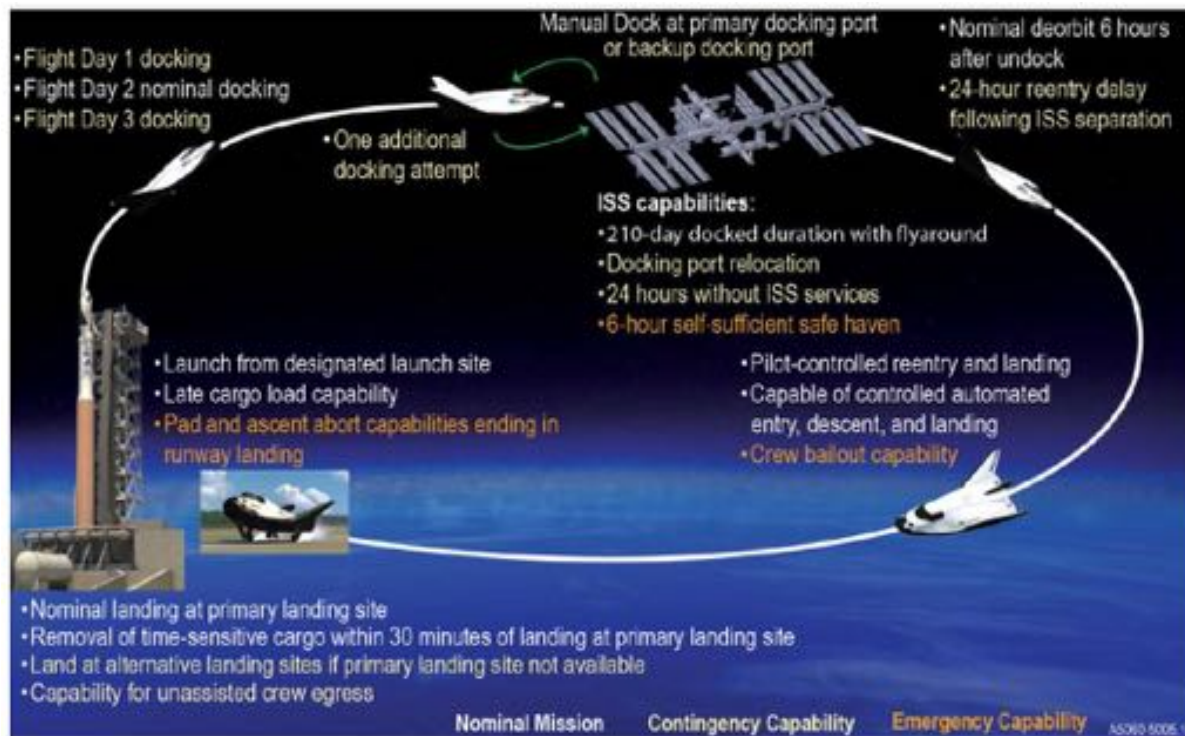 Manual Dock at primary docking port
or backup docking port
•Flight Day 1 docking
•Flight Day 2 nominal docking
•Flight Day 3 docking
•One additional
docking attempt
•Nominal deorbit 6 hours
after undock
•24-hour reentry delay
following ISS separation
ISS capabilities:
•210-day docked duration with flyaround
•Docking port relocation
•24 hours without ISS services
•6-hour self-sufficient safe haven
•Launch from designated launch site
•Late cargo load capability
•Pad and ascent abort capabilities ending in
runway landing
•Pilot-controlled reentry and landing
•Capable of controlled automated
entry, descent, and landing
•Crew bailout capability
•Nominal landing at primary landing site
•Removal of time-sensitive cargo within 30 minutes of landing at primary landing site
•Land at alternative landing sites if primary landing site not available
•Capability for unassisted crew egress
Nominal Mission Contingency Capability Emergency Capability